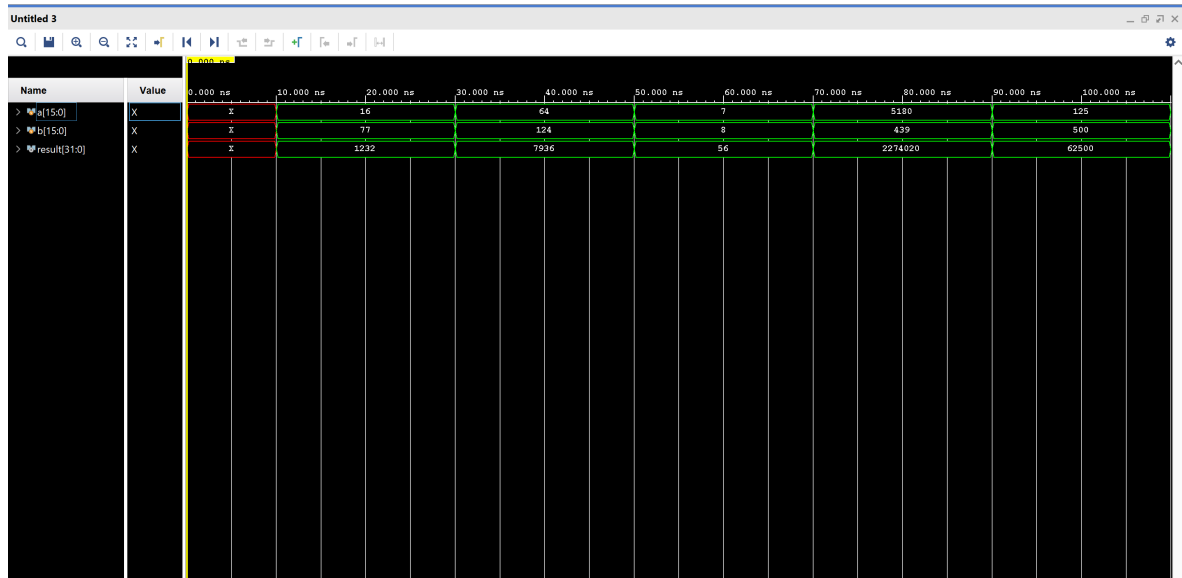 Untitled 3
0.000 ns
Name Value 0.000 ns 10.000 ns 20.000 ns 30.000 ns 40.000 ns 50.000 ns 60.000 ns 70.000 ns 80.000 ns 90.000 ns 100.000 ns
a[15:0] X X 16 64 7 5180 125
b[15:0] X X 77 124 8 439 500
result[31:0] X X 1232 7936 56 2274020 62500